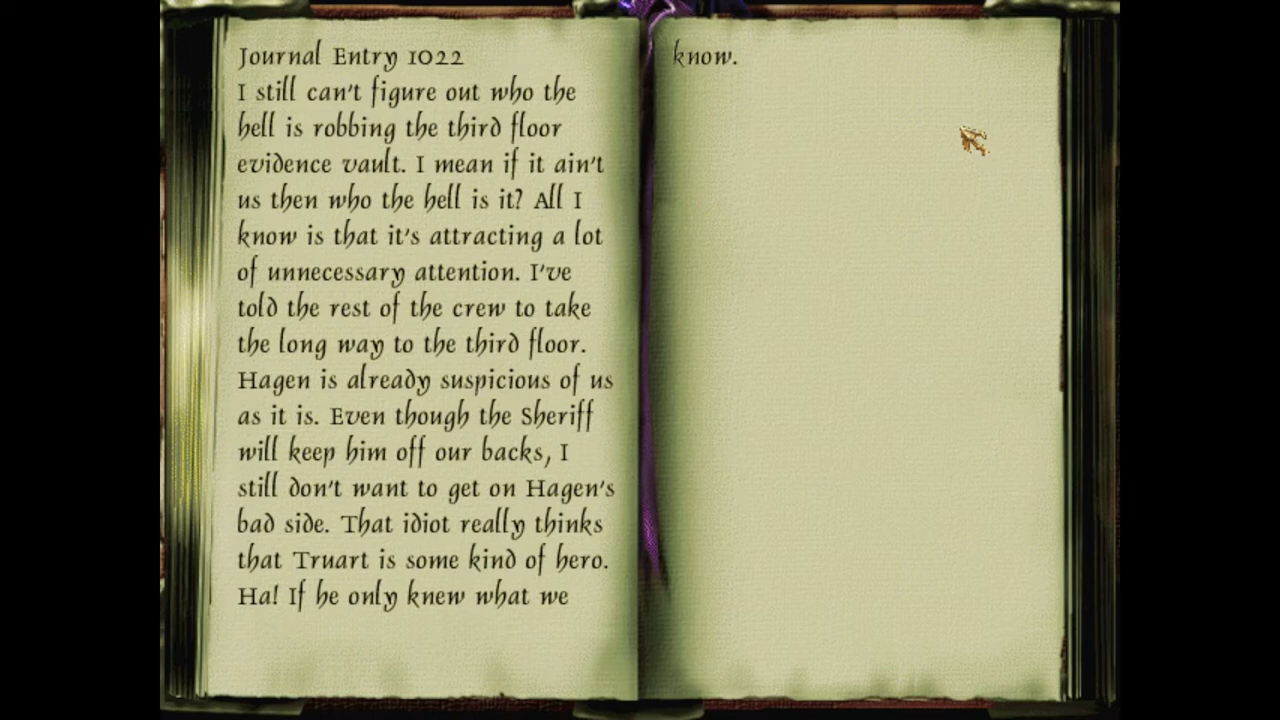 Journal Entry 1022
I still can't figure out who the
hell is robbing the third floor
evidence vault. I mean if it ain't
us then who the hell is it? All I
know is that it's attracting a lot
of unnecessary attention. I've
told the rest of the crew to take
the long way to the third floor.
Hagen is already suspicious of us
as it is. Even though the Sheriff
will keep him off our backs, I
still don't want to get on Hagen's
bad side. That idiot really thinks
that Truart is some kind of hero.
Ha! If he only knew what we
know.